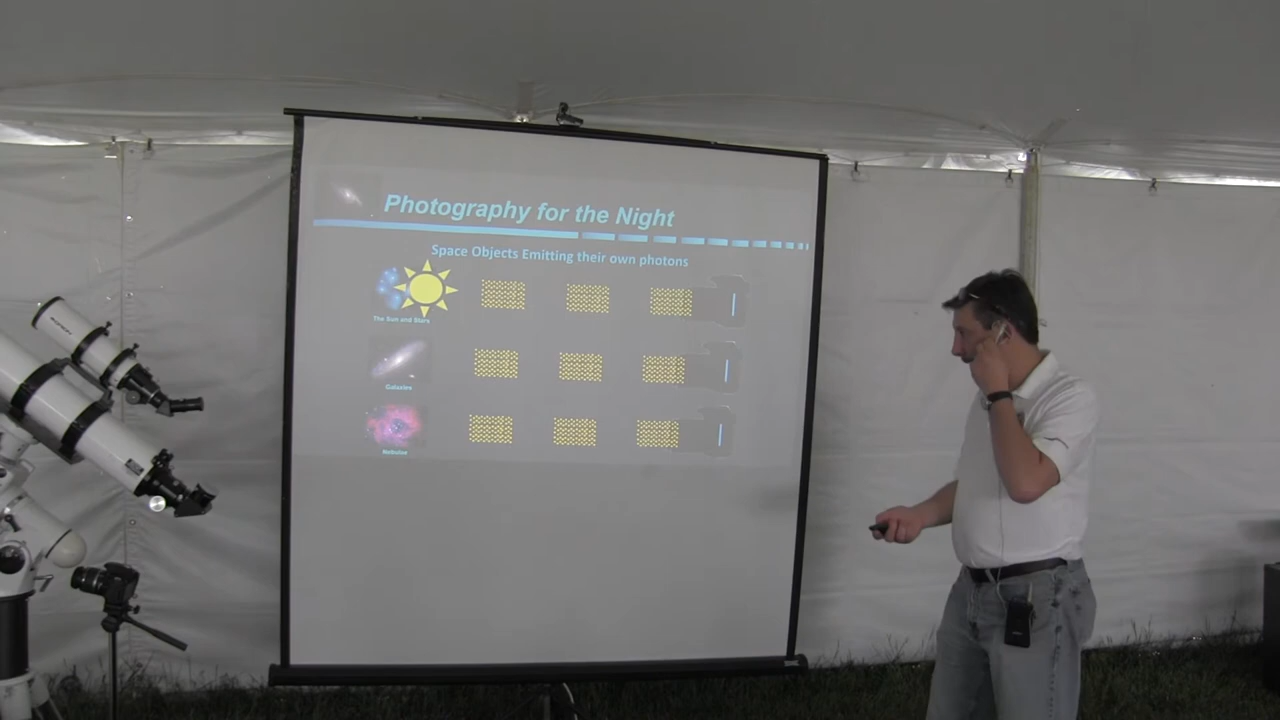 Photography for the Night
Space Objects Emitting their own photons
The Sun and Stars
Galaxies
Nebulae